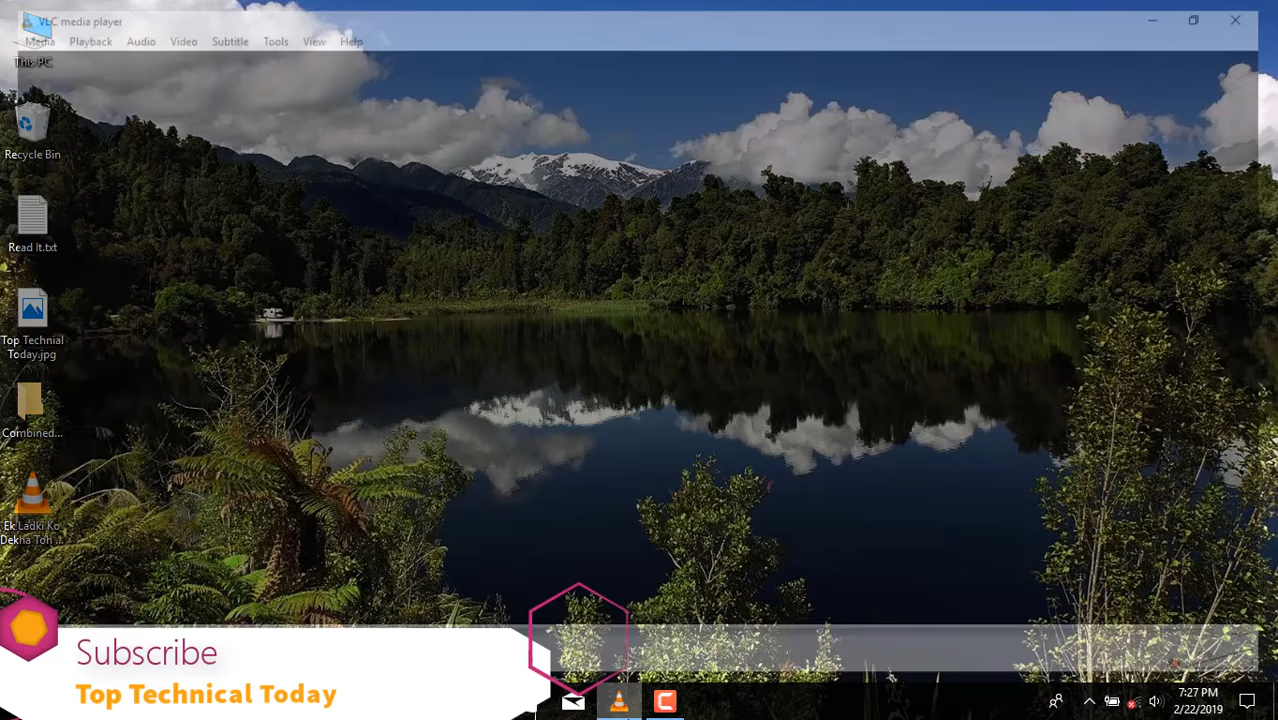 VLC media player
Media Playback Audio Video Subtitle Tools View Help
This PC
Recycle Bin
Read It.txt
Top Technial
Today.jpg
Combined...
Ek Ladki Ko
Dekha Toh ...
Subscribe
Top Technical Today
7:27 PM
2/22/2019